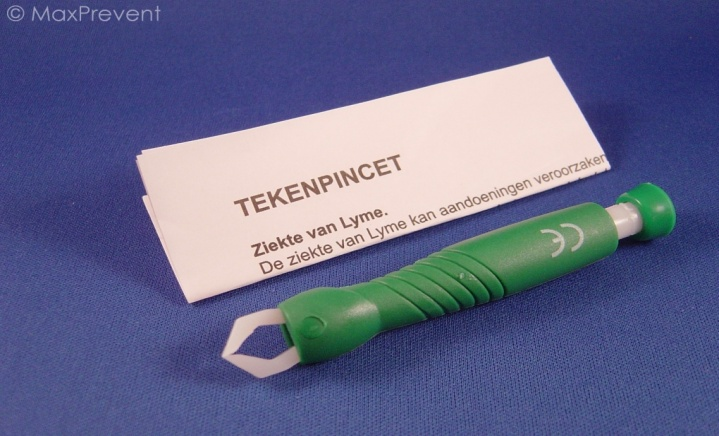 © MaxPrevent
TEKENPINCET
Ziekte van Lyme.
De ziekte van Lyme kan aandoeningen veroorzaken
CE